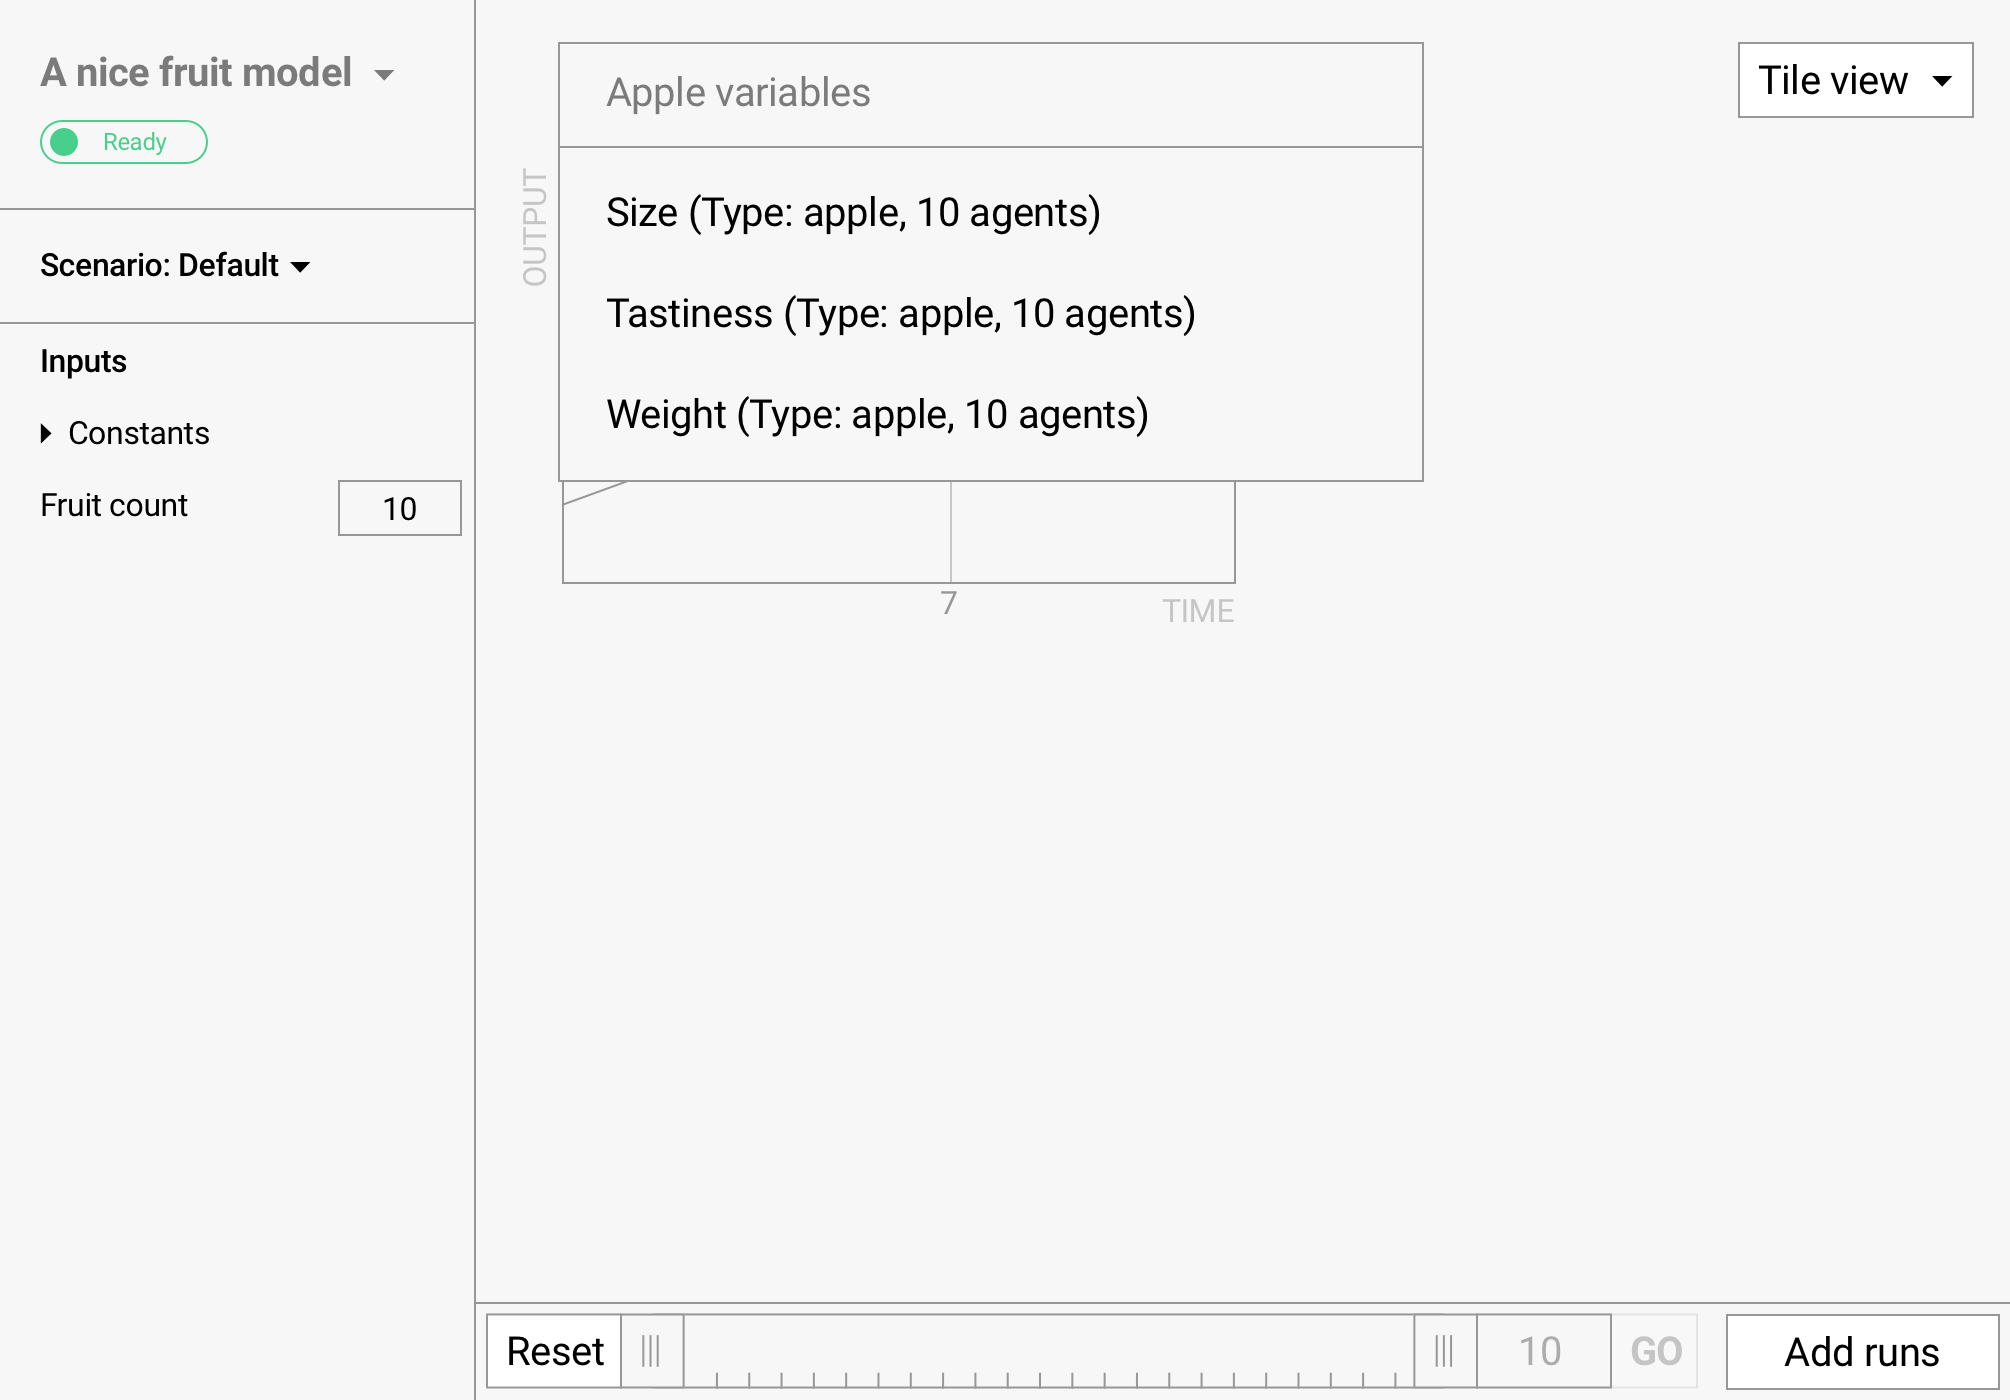 A nice fruit model
Ready
Scenario: Default
Inputs
Constants
Fruit count
10
Apple variables
Size (Type: apple, 10 agents)
Tastiness (Type: apple, 10 agents)
Weight (Type: apple, 10 agents)
OUTPUT
7
TIME
Tile view
Reset
10
GO
Add runs